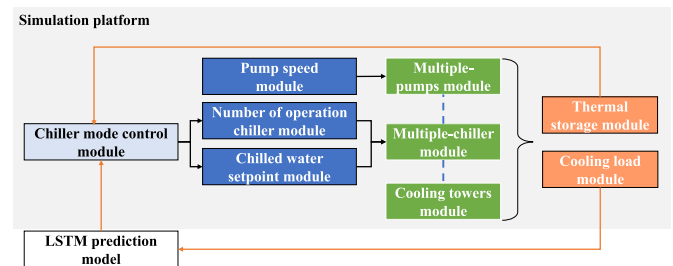 Simulation platform
Pump speed
module
Multiple-
pumps module
Number of operation
chiller module
Thermal
storage module
Chiller mode control
module
Multiple-chiller
module
Chilled water
setpoint module
Cooling load
module
Cooling towers
module
LSTM prediction
model